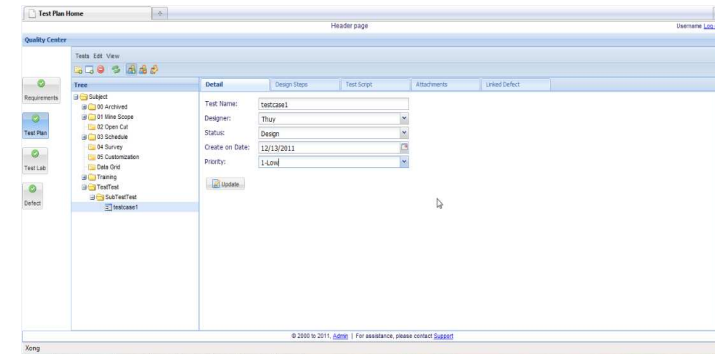 Test Plan Home
Header page
Username Log
Quality Center
Tests Edit View
Requirements
Test Plan
Test Lab
Defect
Tree
Subject
00 Archived
01 Mine Scope
02 Open Cut
03 Schedule
04 Survey
05 Customization
Data Grid
Training
TestTest
SubTestTest
testcase1
Detail
Design Steps
Test Script
Attachments
Linked Defect
Test Name: testcase1
Designer: Thuy
Status: Design
Create on Date: 12/13/2011
Priority: 1-Low
Update
© 2000 to 2011, Admin | For assistance, please contact Support
Xong